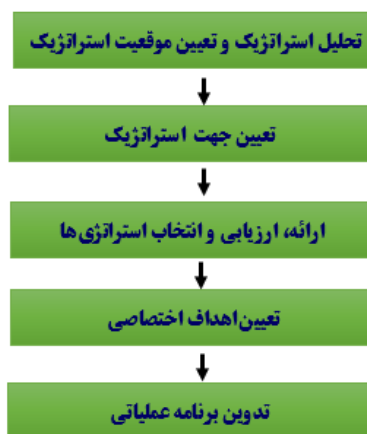 تحلیل استراتژیک و تعیین موقعیت استراتژیک
تعیین جهت استراتژیک
ارائه، ارزیابی و انتخاب استراتژی‌ها
تعیین اهداف اختصاصی
تدوین برنامه عملیاتی